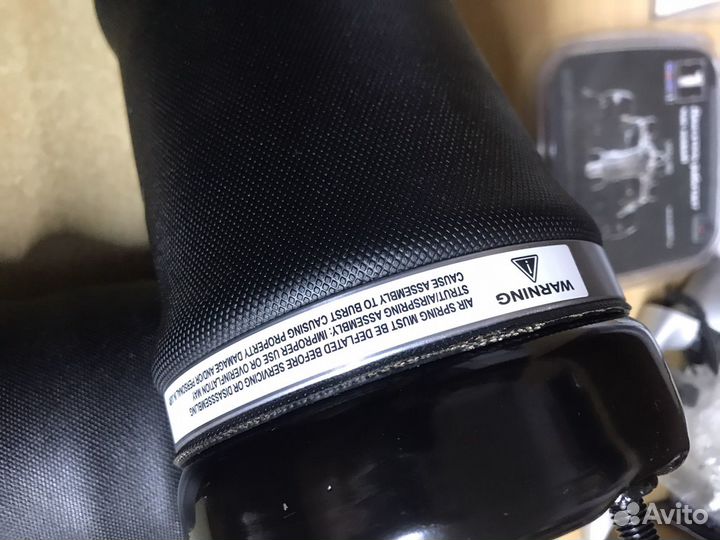 WARNING
AIR SPRING MUST BE DEFLATED BEFORE SERVICING OR DISASSSEMBLING
STRUT/AIRSPRING ASSEMBLY: IMPROPER USE OR OVERINFLATION MAY
CAUSE ASSEMBLY TO BURST CAUSING PROPERTY DAMAGE AND/OR PERSONAL
Avito